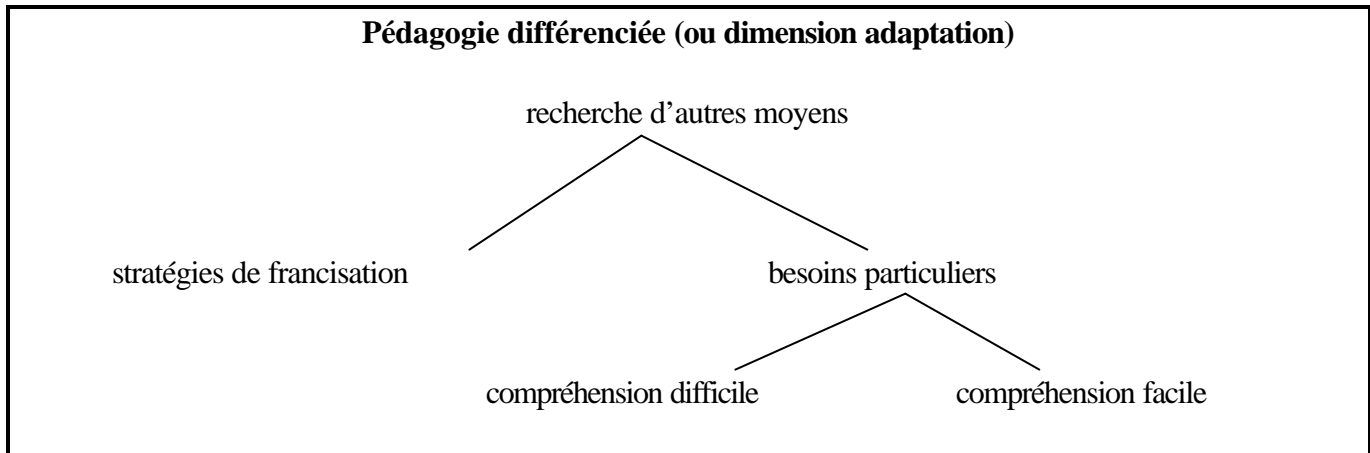 Pédagogie différenciée (ou dimension adaptation)
recherche d’autres moyens
stratégies de francisation
besoins particuliers
compréhension difficile
compréhension facile